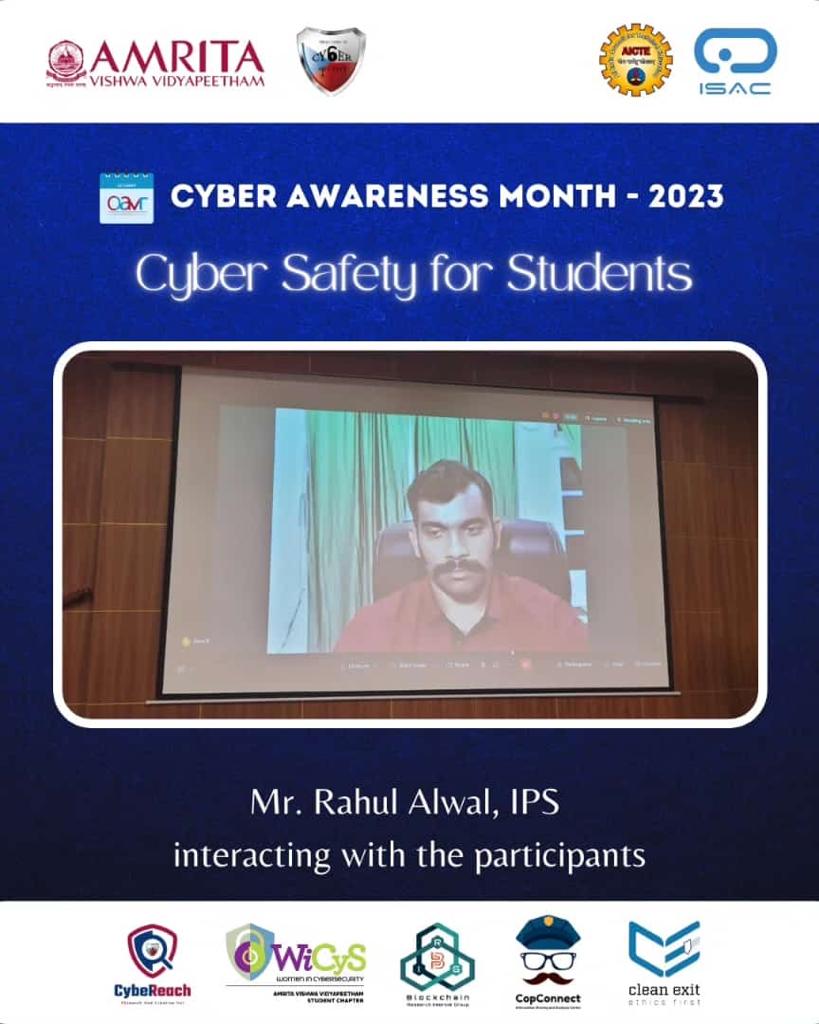 AMRITA
VISHWA VIDYAPEETHAM
CY6ER
AICTE
ISAC
CYBER AWARENESS MONTH - 2023
Cyber Safety for Students
Mr. Rahul Alwal, IPS
interacting with the participants
CybeReach
WiCyS
WOMEN IN CYBERSECURITY
AMRITA VISHWA VIDYAPEETHAM
STUDENT CHAPTER
Blockchain
CopConnect
clean exit
ethics first